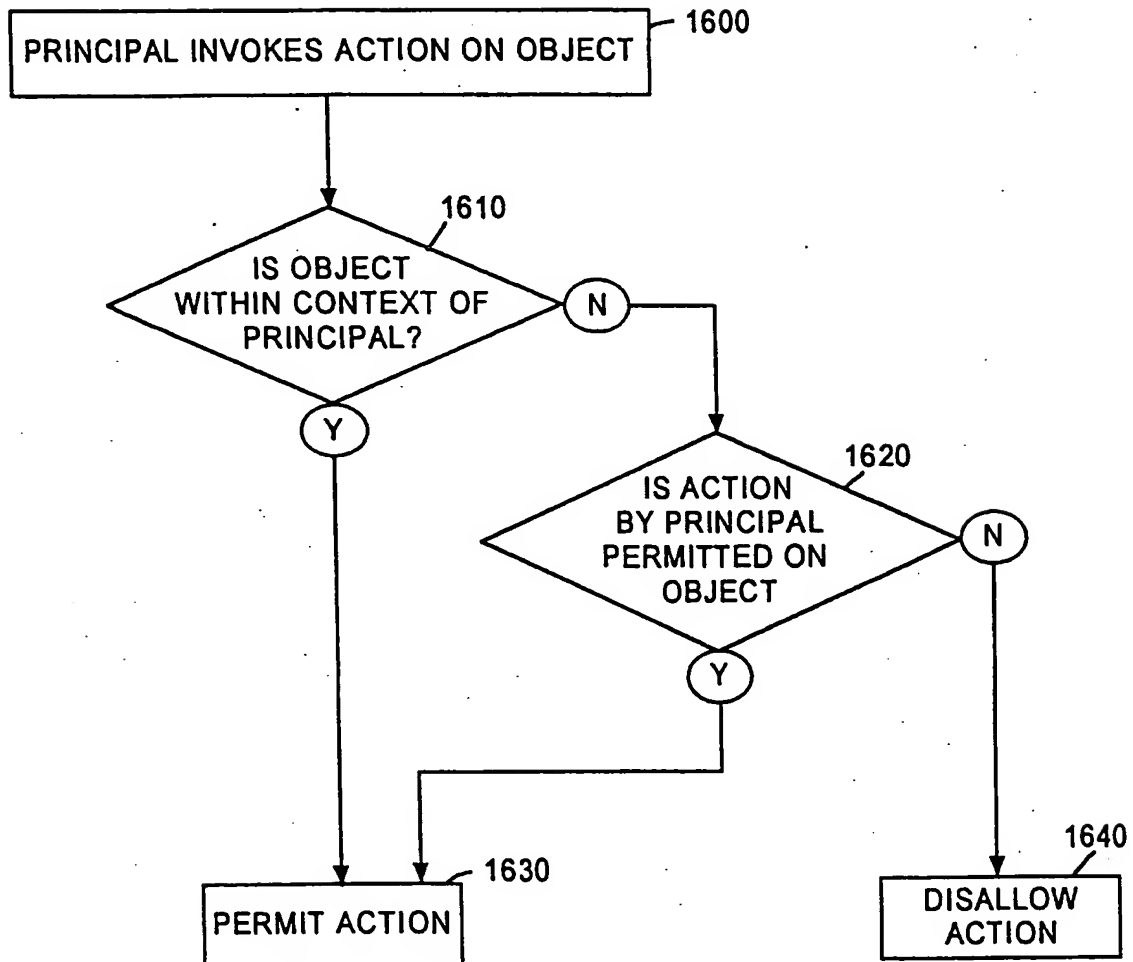 1600
PRINCIPAL INVOKES ACTION ON OBJECT
1610
IS OBJECT
WITHIN CONTEXT OF
PRINCIPAL?
N
Y
1620
IS ACTION
BY PRINCIPAL
PERMITTED ON
OBJECT
N
Y
1630
PERMIT ACTION
1640
DISALLOW
ACTION